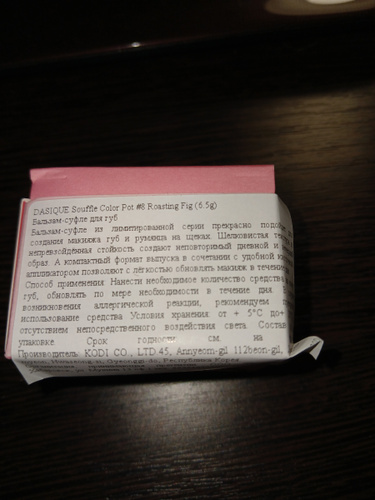 DASIQUE Souffle Color Pot #8 Roasting Fig (6.5g)
Бальзам-суфле для губ
Бальзам-суфле из лимитированной серии прекрасно
создания макияжа губ и румянца на щеках. Шелковистая
непревзойдённая стойкость создают неповторимый дневной и
образ. А компактный формат выпуска в сочетании с удобной
аппликатором позволяют с лёгкостью обновлять макияж в
Способ применения: Нанести необходимое количество средства
губ, обновлять по мере необходимости в течение дня.
возникновения аллергической реакции, рекомендуем
использование средства Условия хранения от + 5°C до+
отсутствием непосредственного воздействия света. Состав
упаковке Срок годности см. на
Производитель: KODI CO., LTD 45, Annyeom-gil 112beon-gil,
Республика Корея